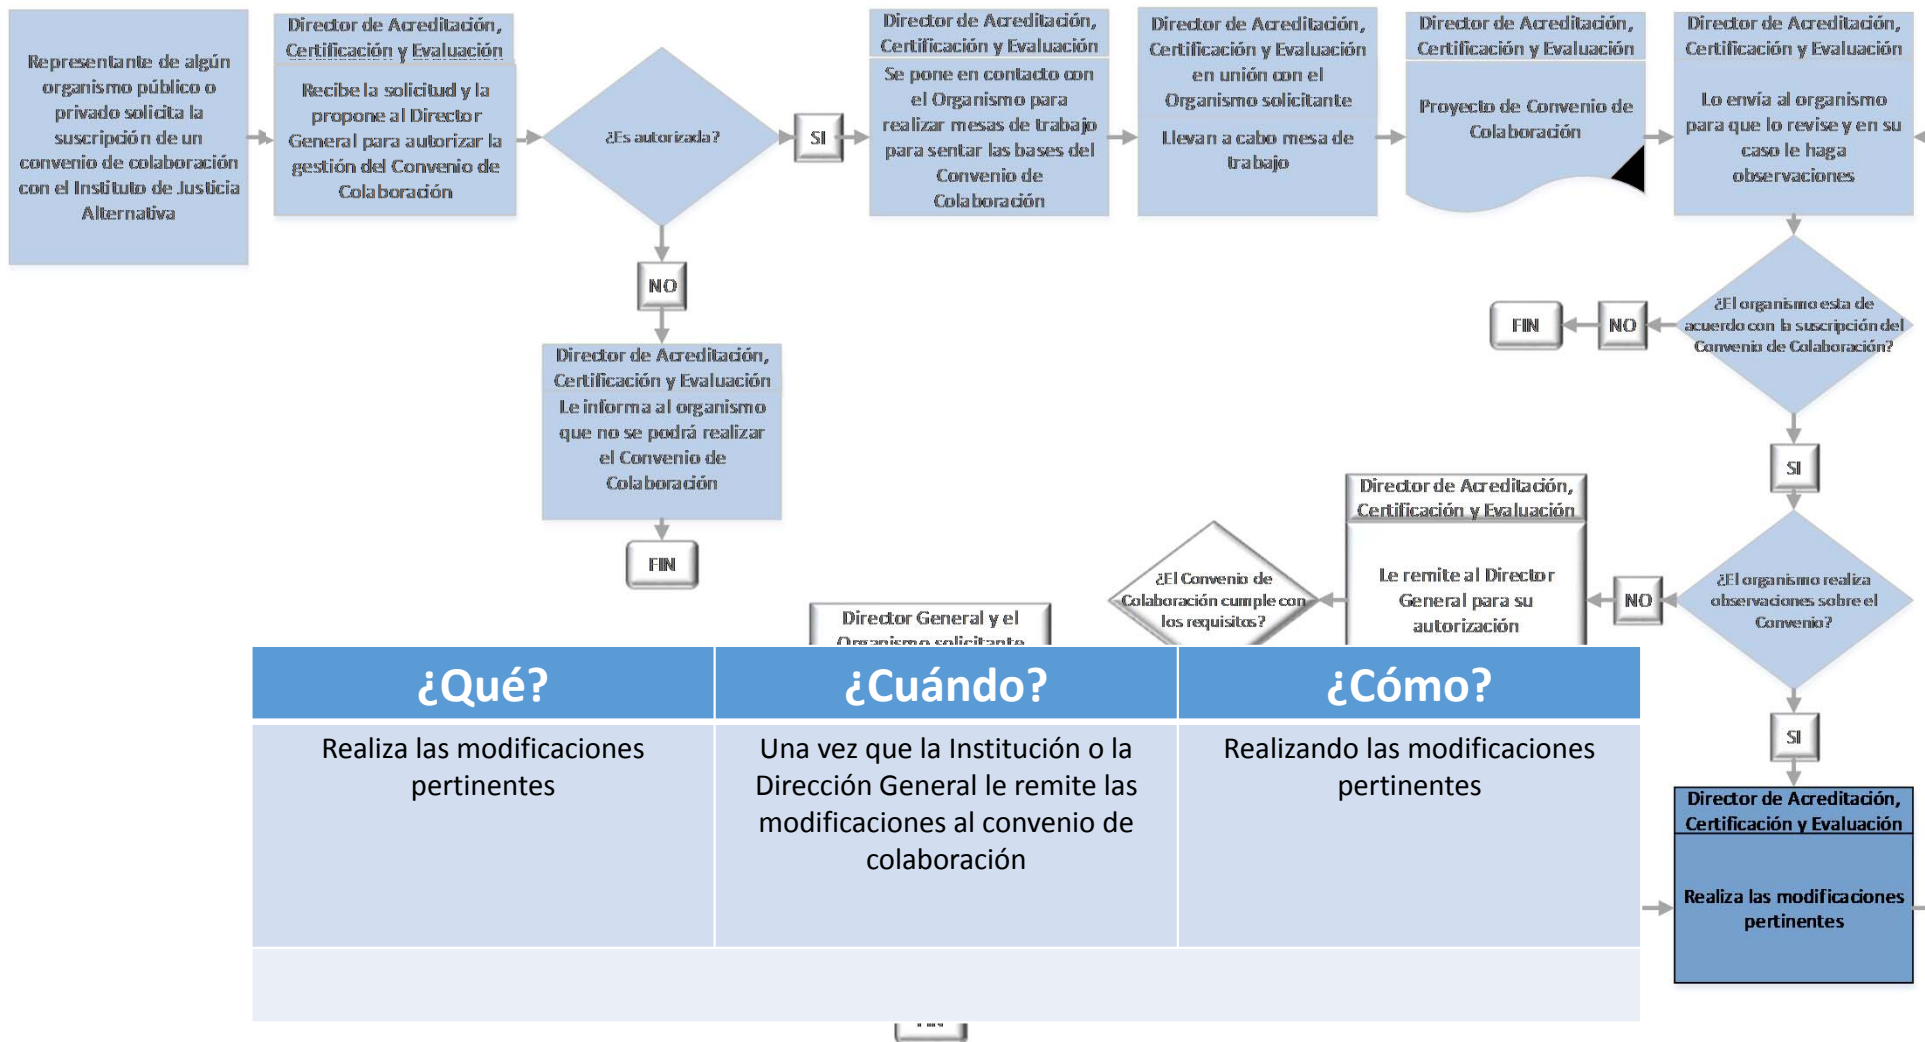 Representante de algún
organismo público o
privado solicita la
suscripción de un
convenio de colaboración
con el Instituto de Justicia
Alternativa
Director de Acreditación,
Certificación y Evaluación
Recibe la solicitud y la
propone al Director
General para autorizar la
gestión del Convenio de
Colaboración
¿Es autorizada?
SI
NO
Director de Acreditación,
Certificación y Evaluación
Le informa al organismo
que no se podrá realizar
el Convenio de
Colaboración
FIN
Director de Acreditación,
Certificación y Evaluación
Se pone en contacto con
el Organismo para
realizar mesas de trabajo
para sentar las bases del
Convenio de
Colaboración
Director de Acreditación,
Certificación y Evaluación
en unión con el
Organismo solicitante
Llevan a cabo mesa de
trabajo
Director de Acreditación,
Certificación y Evaluación
Proyecto de Convenio de
Colaboración
Director de Acreditación,
Certificación y Evaluación
Lo envía al organismo
para que lo revise y en su
caso le haga
observaciones
¿El organismo esta de
acuerdo con la suscripción del
Convenio de Colaboración?
NO
FIN
SI
¿El organismo realiza
observaciones sobre el
Convenio?
NO
Director de Acreditación,
Certificación y Evaluación
Le remite al Director
General para su
autorización
¿El Convenio de
Colaboración cumple con
los requisitos?
Director General y el
Organismo solicitante
SI
Director de Acreditación,
Certificación y Evaluación
Realiza las modificaciones
pertinentes
¿Qué?
¿Cuándo?
¿Cómo?
Realiza las modificaciones
pertinentes
Una vez que la Institución o la
Dirección General le remite las
modificaciones al convenio de
colaboración
Realizando las modificaciones
pertinentes
FIN